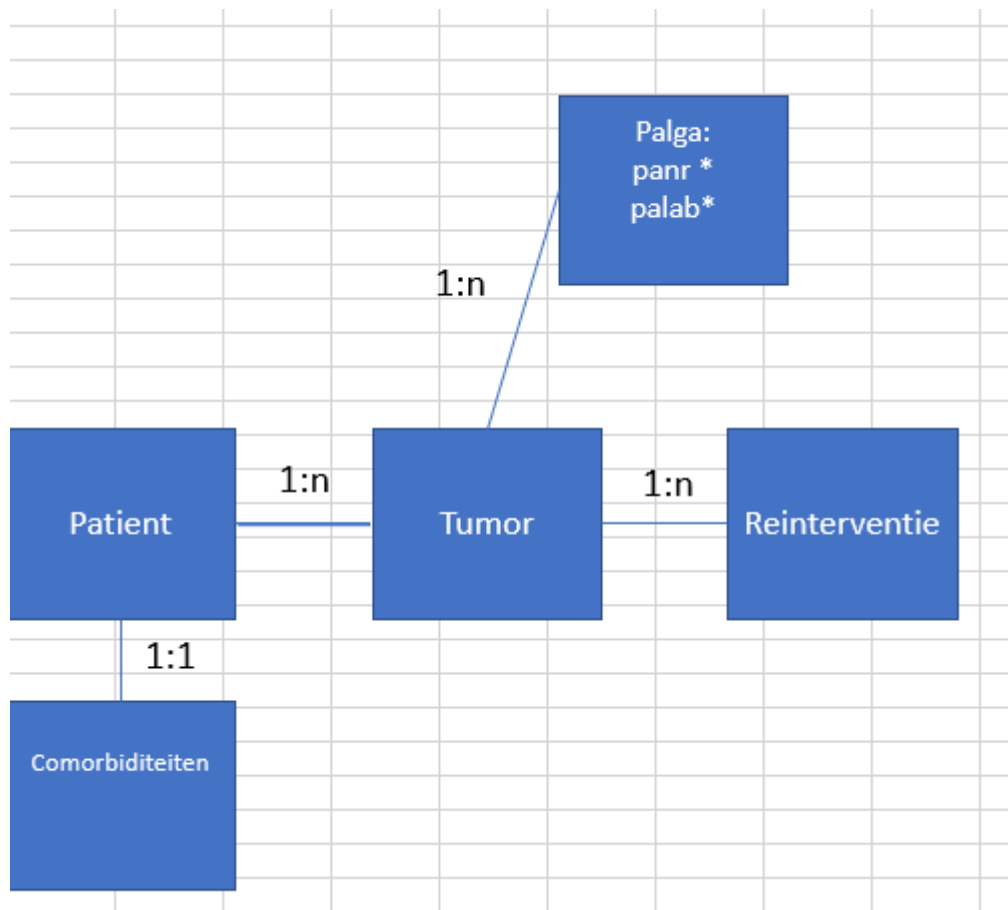 Palga:
panr *
palab*
1:n
Patient
1:n
Tumor
1:n
Reinterventie
1:1
Comorbiditeiten